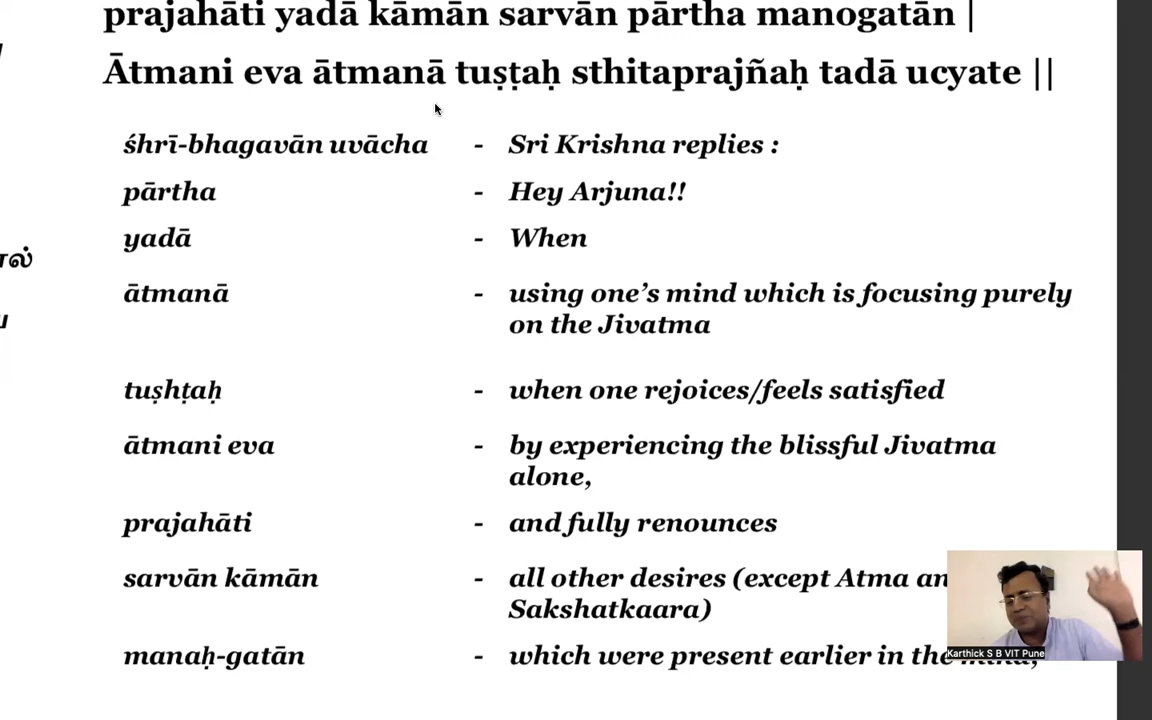 prajahāti yadā kāmān sarvān pārtha manogatān |
Ātmani eva ātmanā tuṣṭaḥ sthitaprajñaḥ tadā ucyate ||
śhrī-bhagavān uvācha - Sri Krishna replies :
pārtha - Hey Arjuna!!
yadā - When
ātmanā - using one’s mind which is focusing purely
on the Jivatma
tuṣhṭaḥ - when one rejoices/feels satisfied
ātmani eva - by experiencing the blissful Jivatma
alone,
prajahāti - and fully renounces
sarvān kāmān - all other desires (except Atma
Sakshatkaara)
manaḥ-gatān - which were present earlier in the
Karthick S B VIT Pune